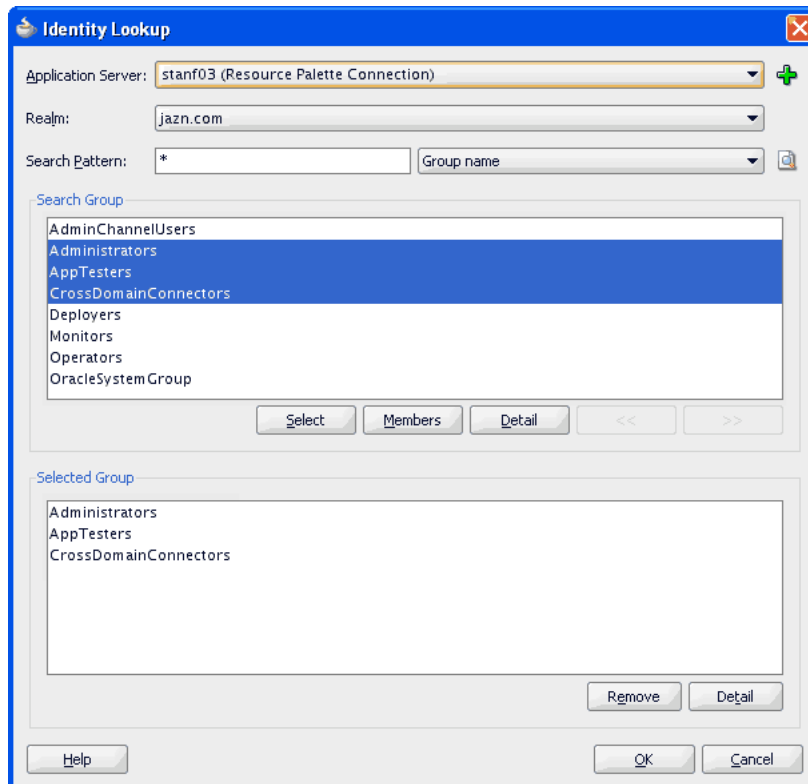 Identity Lookup
Application Server: stanf03 (Resource Palette Connection)
Realm: jazn.com
Search Pattern: * Group name
Search Group
AdminChannelUsers
Administrators
AppTesters
CrossDomainConnectors
Deployers
Monitors
Operators
OracleSystemGroup
Select Members Detail << >>
Selected Group
Administrators
AppTesters
CrossDomainConnectors
Remove Detail
Help OK Cancel